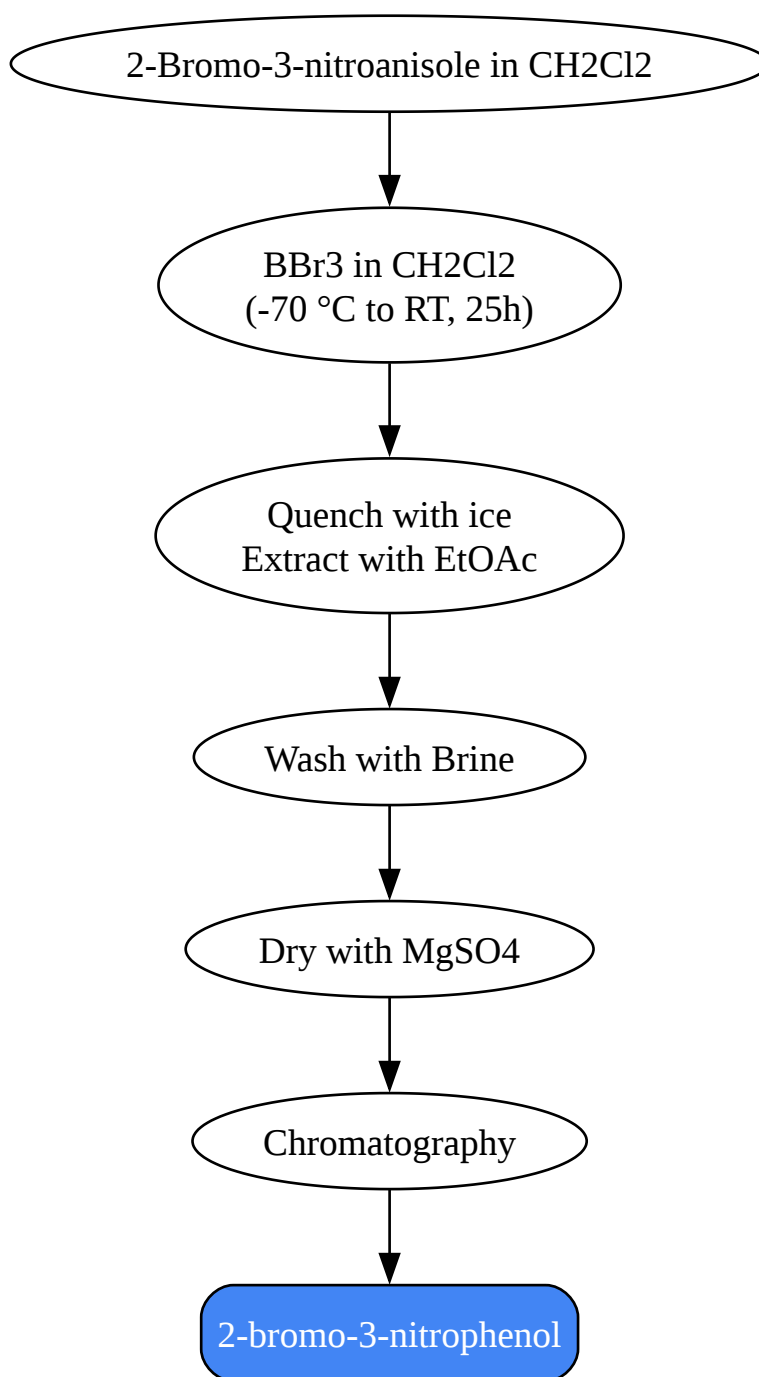 2-Bromo-3-nitroanisole in CH2Cl2
BBr3 in CH2Cl2
(-70 °C to RT, 25h)
Quench with ice
Extract with EtOAc
Wash with Brine
Dry with MgSO4
Chromatography
2-bromo-3-nitrophenol